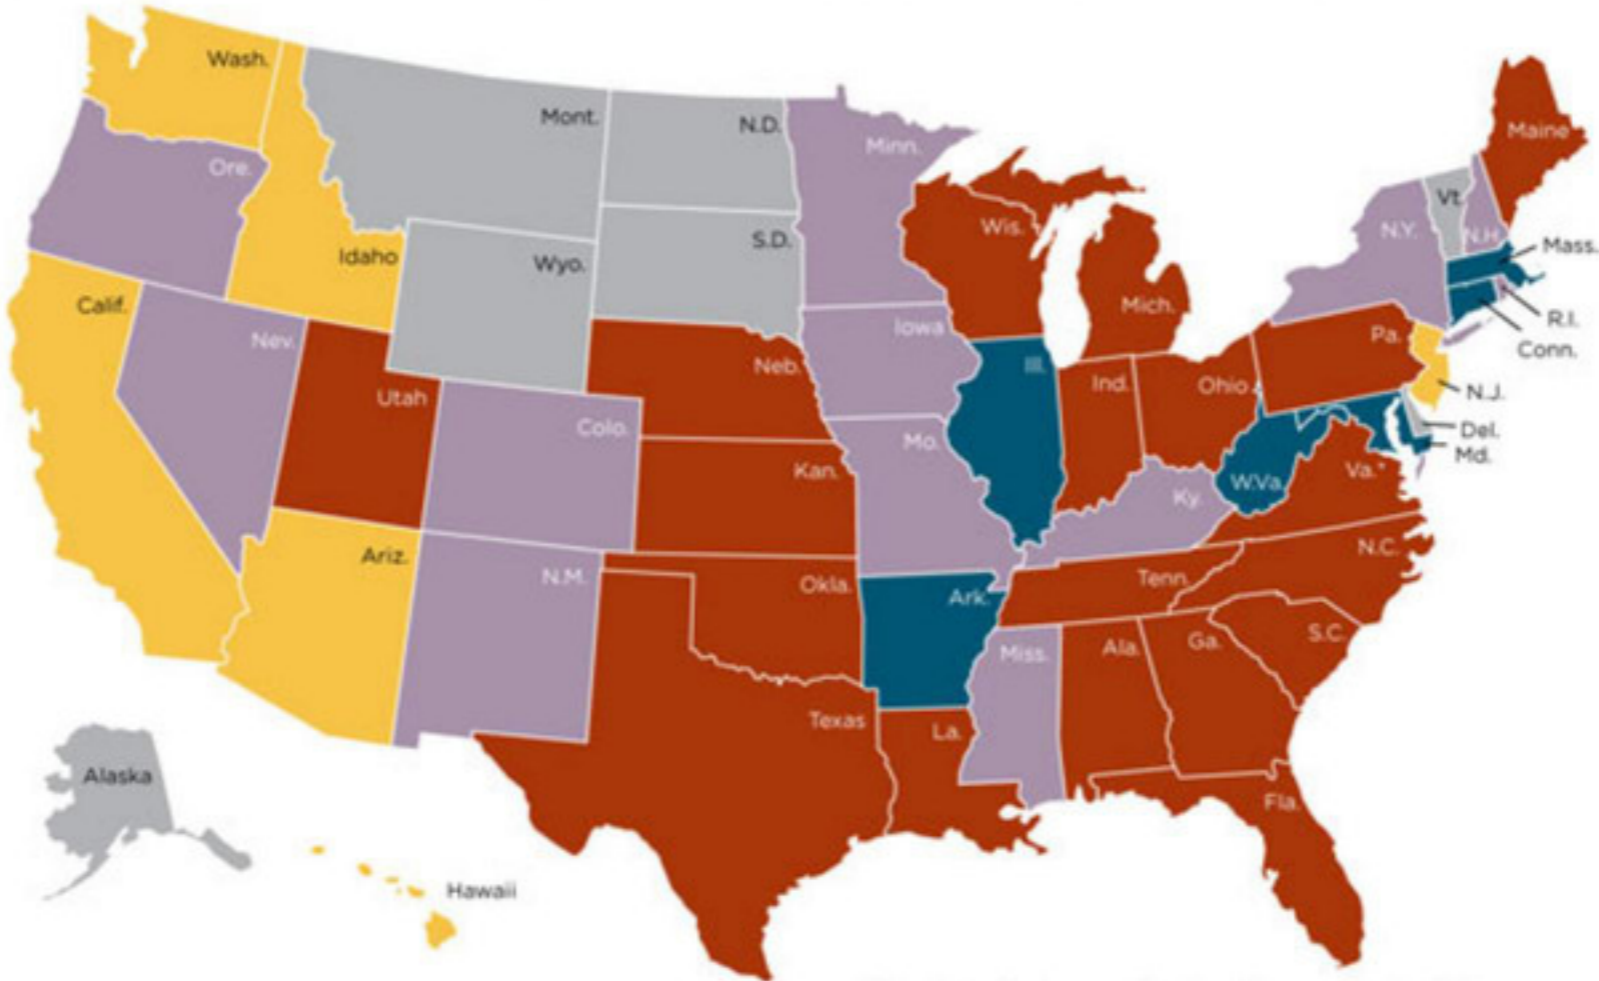 Wash.
Mont.
N.D.
Minn.
Maine
Ore.
Vt.
Idaho
Wyo.
S.D.
Wis.
N.Y.
N.H.
Mass.
Calif.
Mich.
R.I.
Nev.
Iowa
Pa.
Conn.
Utah
Neb.
Ill.
Ind.
Ohio
N.J.
Colo.
Mo.
Del.
Md.
Kan.
Ky.
W.Va.
Va.*
Ariz.
N.M.
Okla.
Ark.
Tenn.
N.C.
Texas
La.
Miss.
Ala.
Ga.
S.C.
Alaska
Fla.
Hawaii